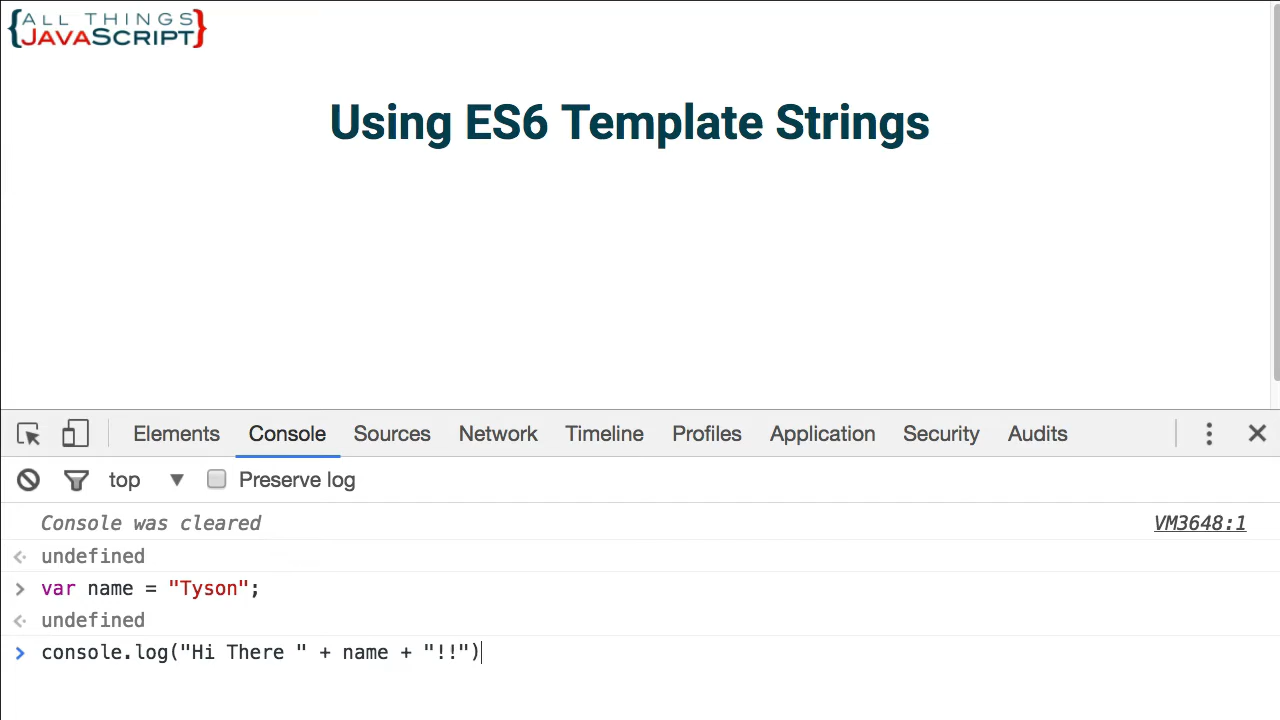 {ALL THINGS
JAVASCRIPT}
Using ES6 Template Strings
Elements Console Sources Network Timeline Profiles Application Security Audits
top Preserve log
Console was cleared VM3648:1
undefined
var name = "Tyson";
undefined
console.log("Hi There " + name + "!!")